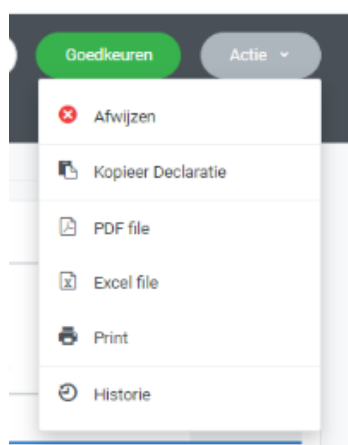 Goedkeuren
Actie
Afwijzen
Kopieer Declaratie
PDF file
Excel file
Print
Historie